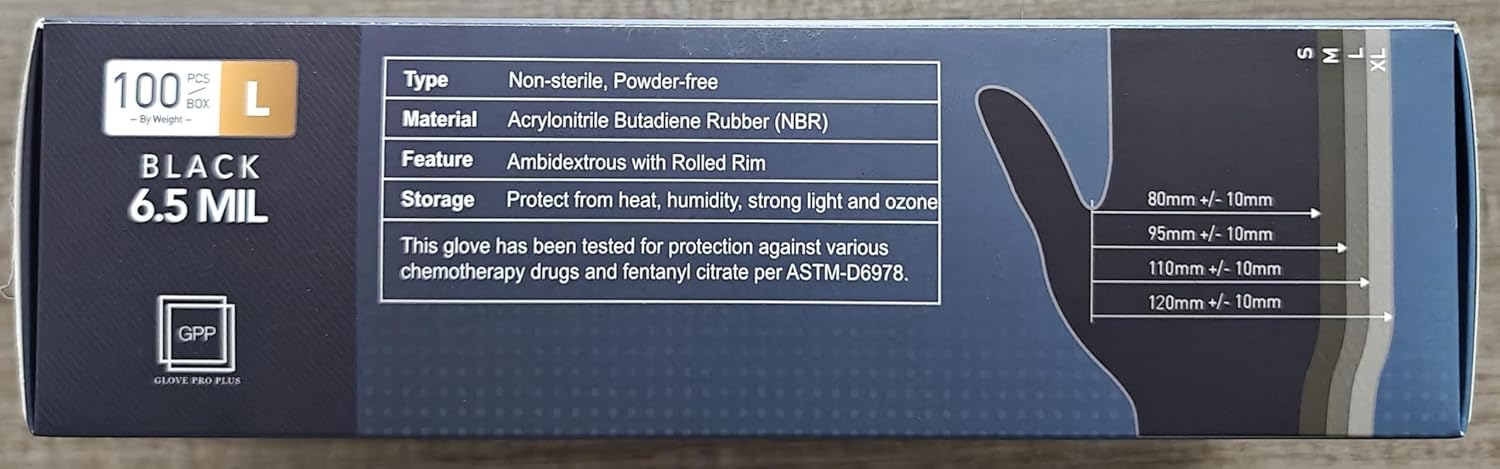 100 PCS/BOX L
– By Weight –
BLACK
6.5 MIL
GPP
GLOVE PRO PLUS
Type Non-sterile, Powder-free
Material Acrylonitrile Butadiene Rubber (NBR)
Feature Ambidextrous with Rolled Rim
Storage Protect from heat, humidity, strong light and ozone
This glove has been tested for protection against various
chemotherapy drugs and fentanyl citrate per ASTM-D6978.
S
M
L
XL
80mm +/- 10mm
95mm +/- 10mm
110mm +/- 10mm
120mm +/- 10mm